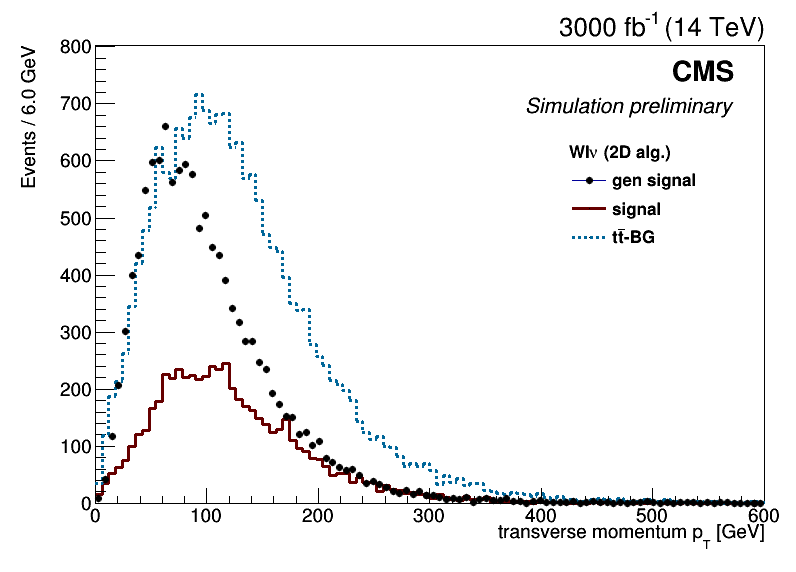 3000 fb⁻¹ (14 TeV)
CMS
Simulation preliminary
Wlν (2D alg.)
gen signal
signal
tt̄-BG
Events / 6.0 GeV
800
700
600
500
400
300
200
100
0
0 100 200 300 400 500 600
transverse momentum p_T [GeV]